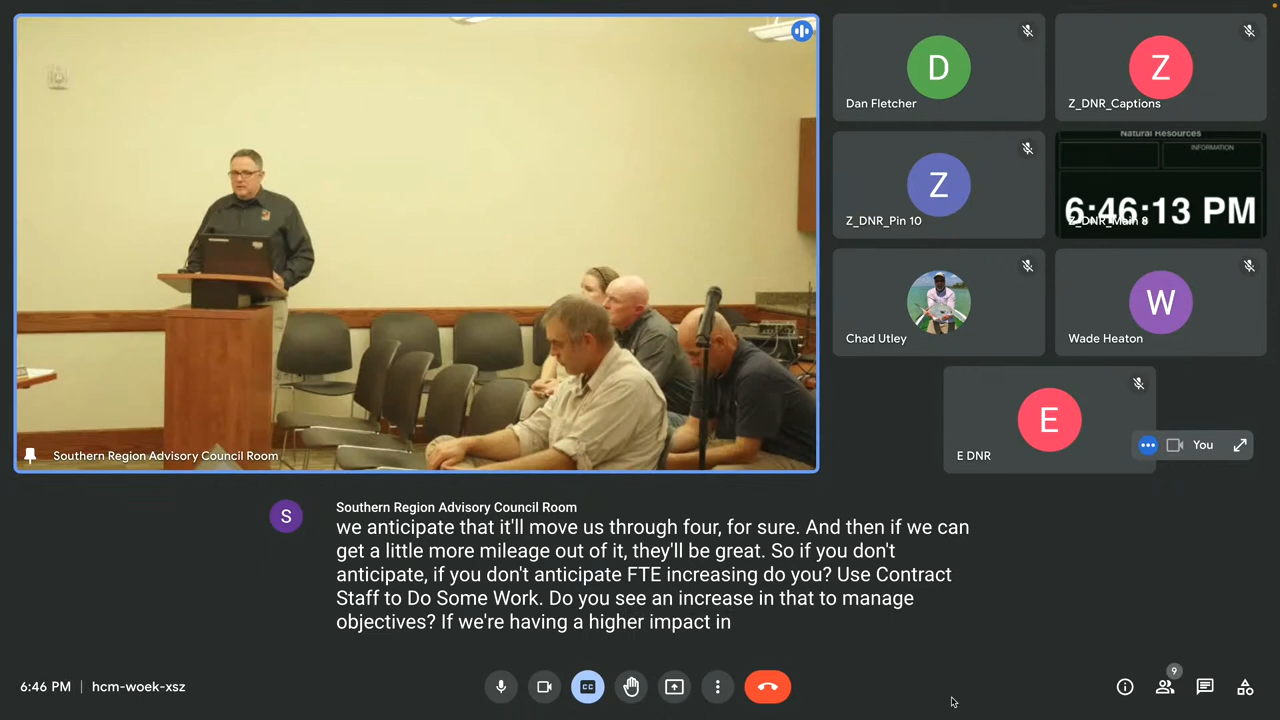 D
Dan Fletcher
Z
Z_DNR_Captions
Z
Z_DNR_Pin 10
Natural Resources
INFORMATION
6:46:13 PM
Z_DNR_Main 8
Chad Utley
W
Wade Heaton
E
E DNR
You
Southern Region Advisory Council Room
S
Southern Region Advisory Council Room
we anticipate that it'll move us through four, for sure. And then if we can
get a little more mileage out of it, they'll be great. So if you don't
anticipate, if you don't anticipate FTE increasing do you? Use Contract
Staff to Do Some Work. Do you see an increase in that to manage
objectives? If we're having a higher impact in
6:46 PM | hcm-woek-xsz
CC
9